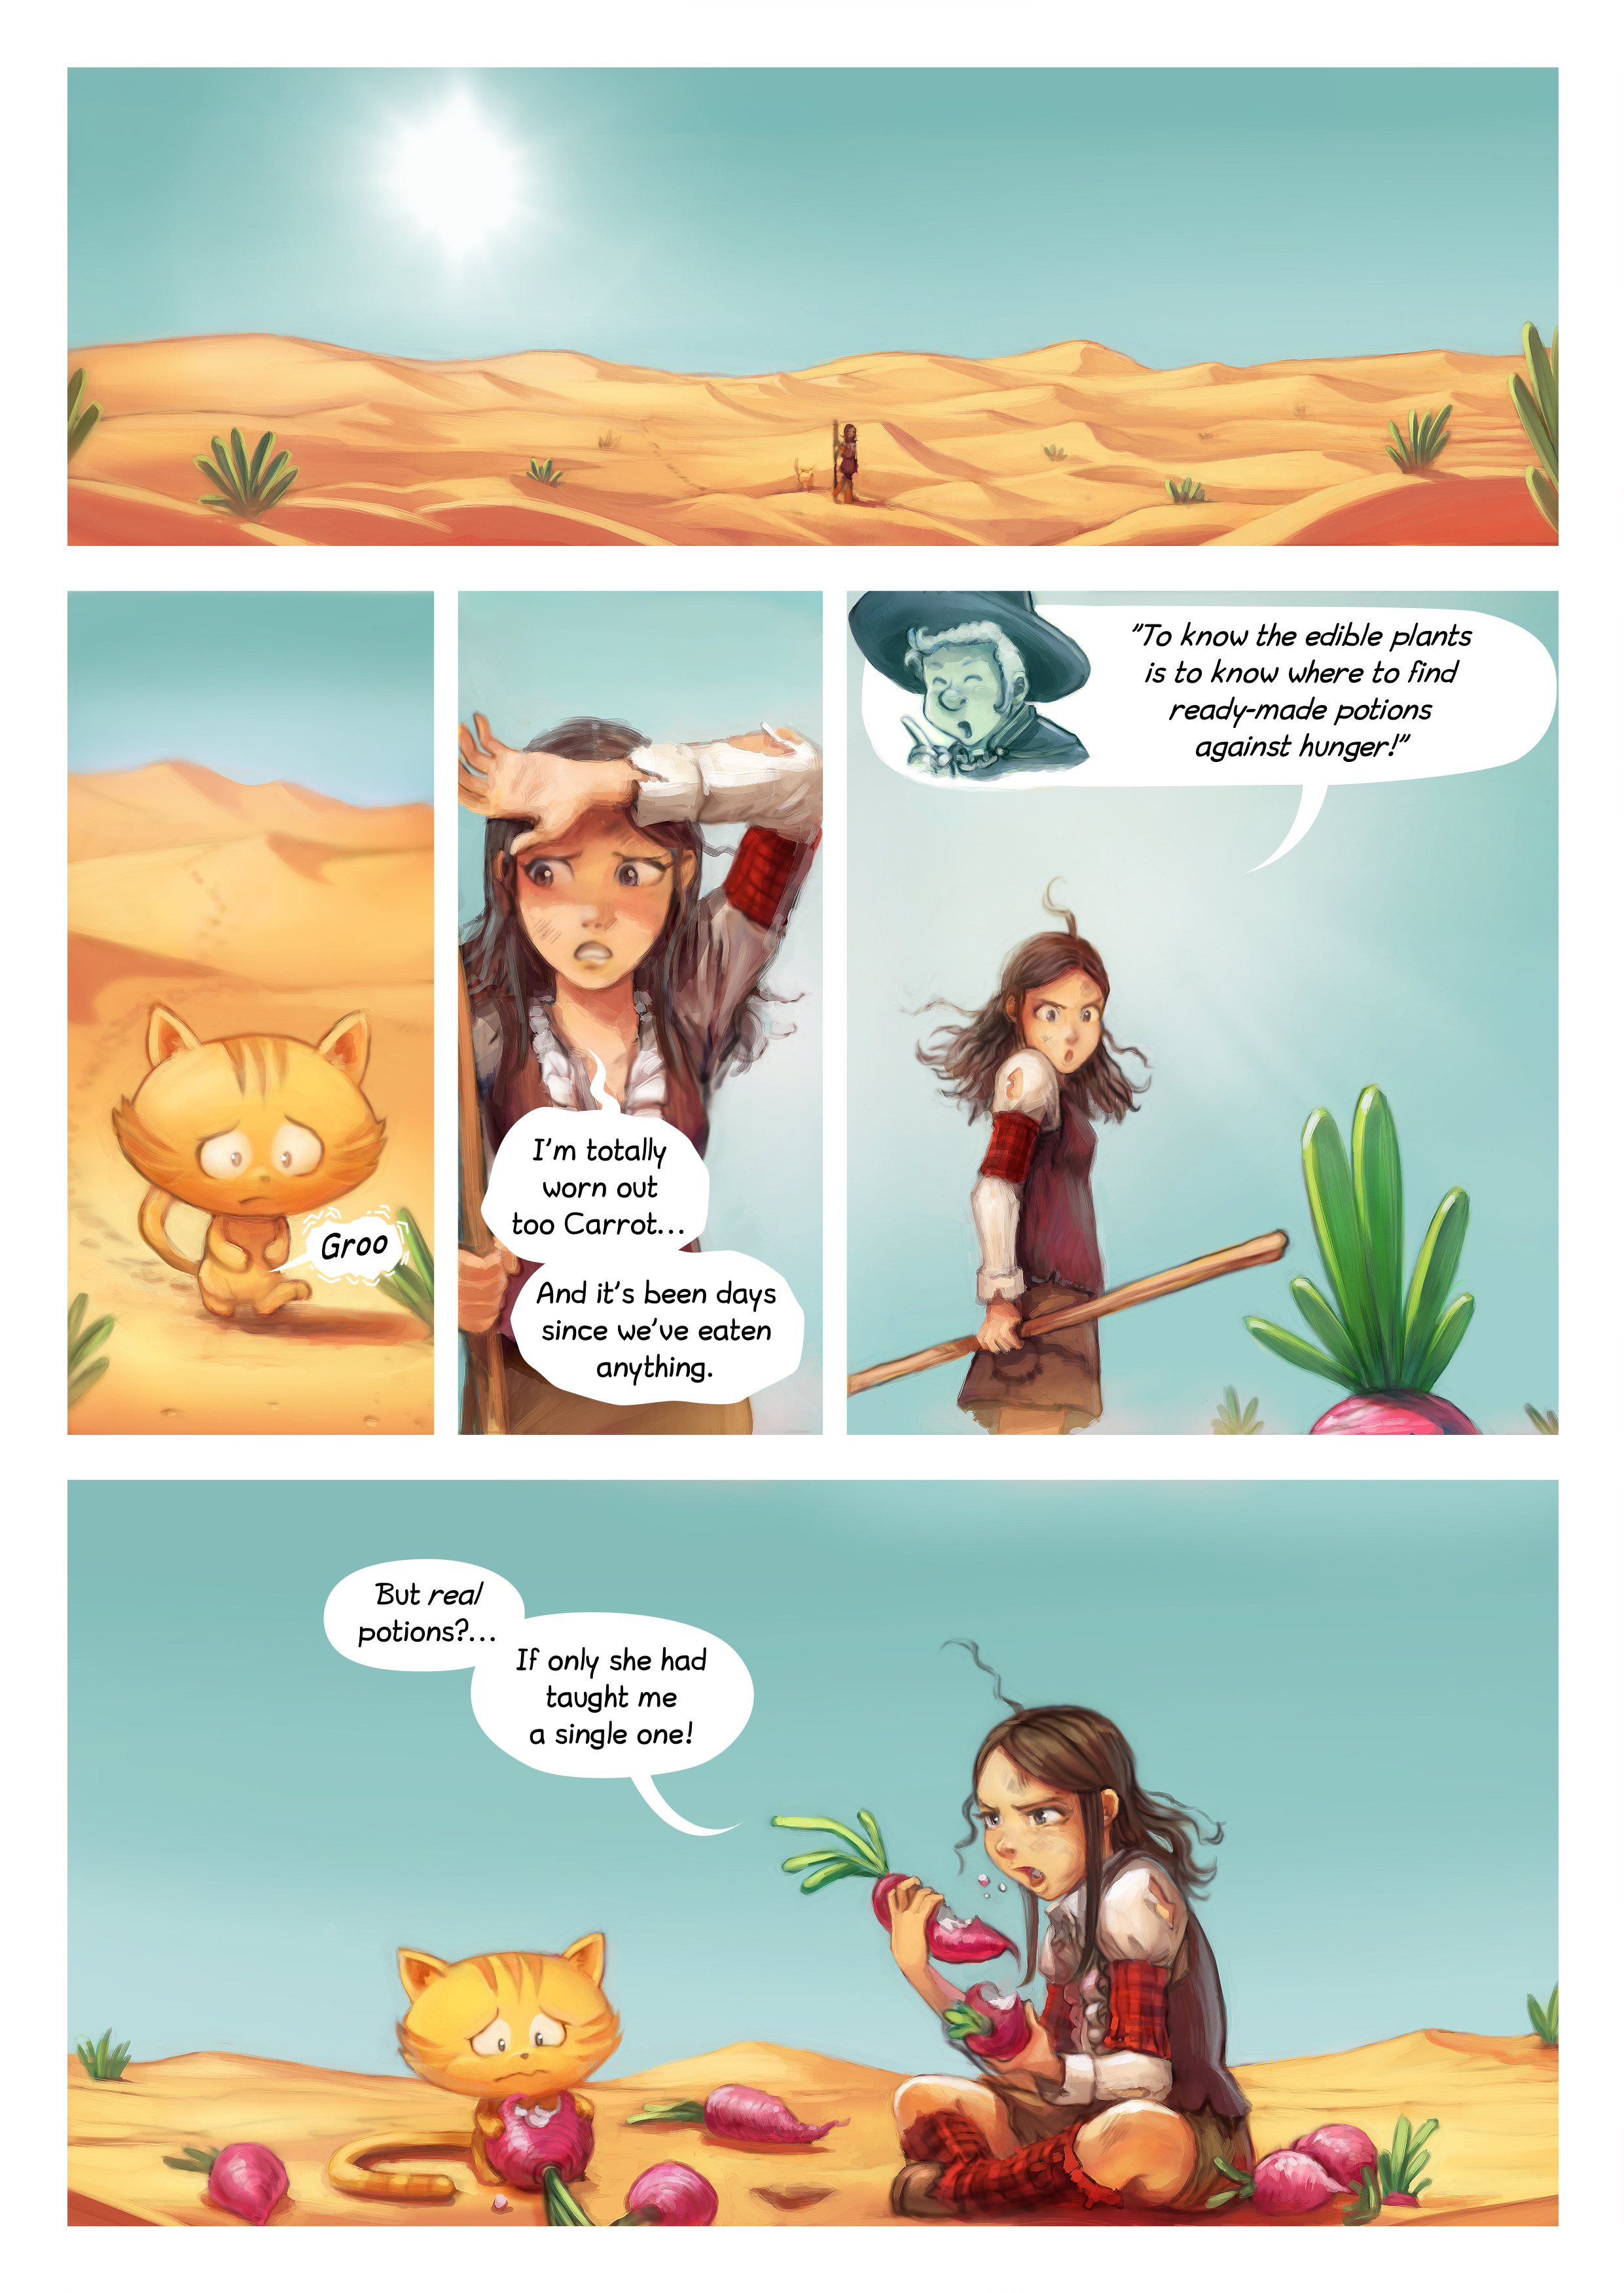 Groo
I'm totally
worn out
too Carrot...
And it's been days
since we've eaten
anything.
"To know the edible plants
is to know where to find
ready-made potions
against hunger!"
But real
potions?...
If only she had
taught me
a single one!